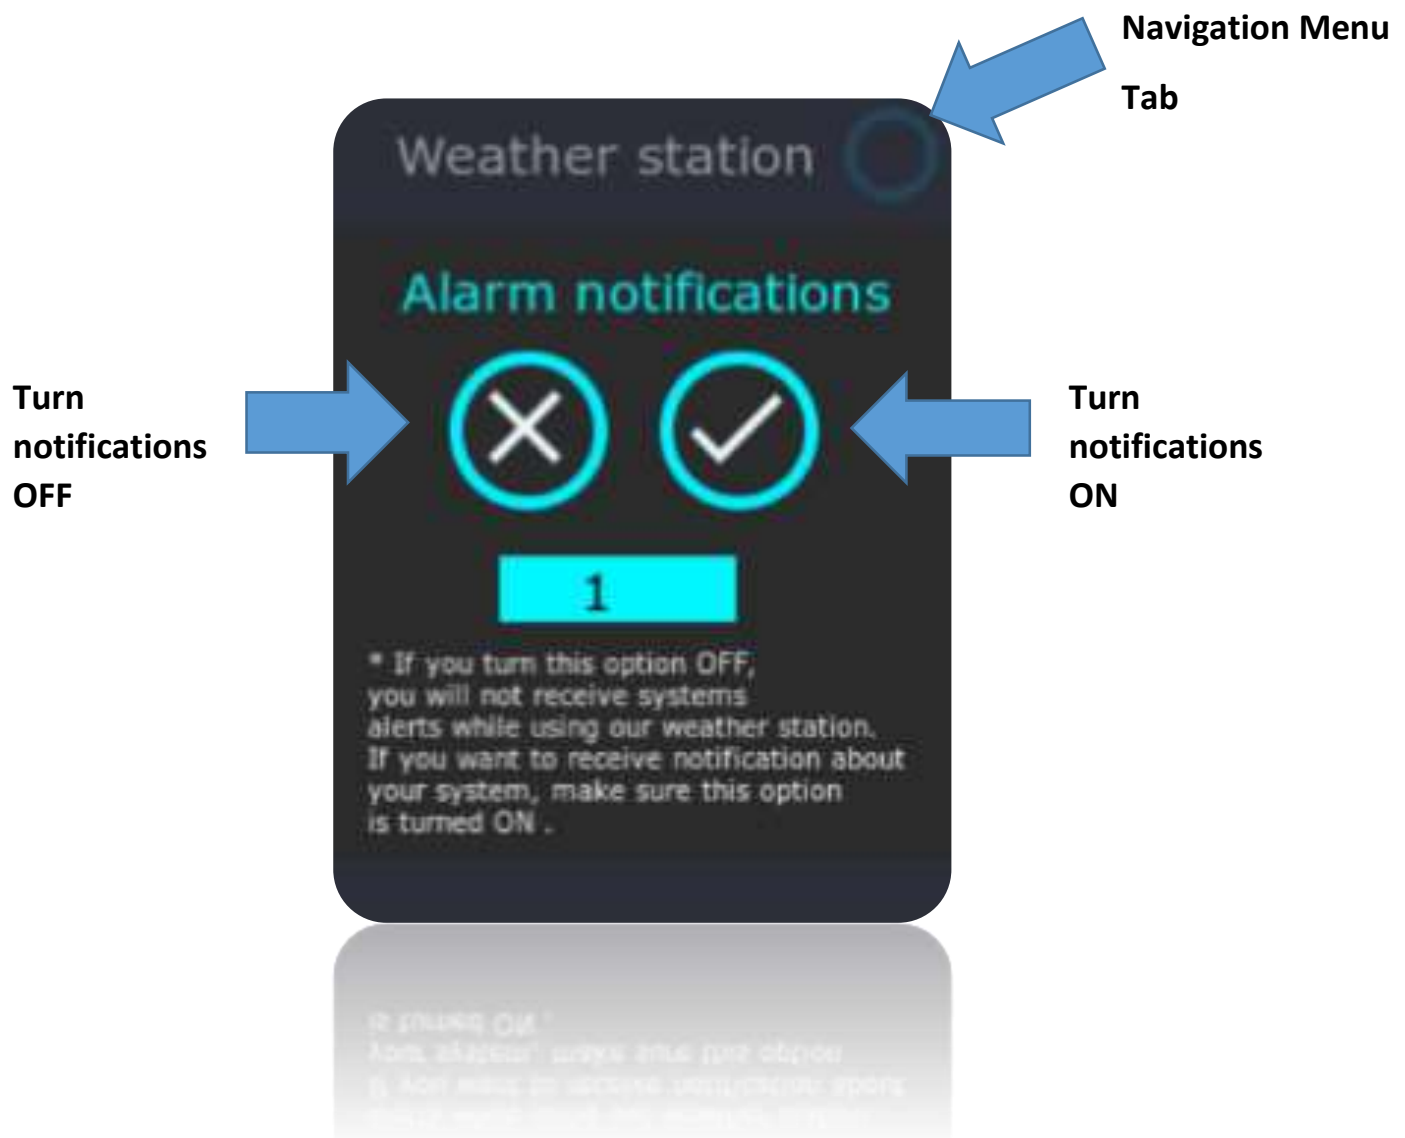 Navigation Menu
Tab
Weather station
Alarm notifications
Turn
notifications
OFF
Turn
notifications
ON
1
* If you turn this option OFF,
you will not receive systems
alerts while using our weather station.
If you want to receive notification about
your system, make sure this option
is turned ON .